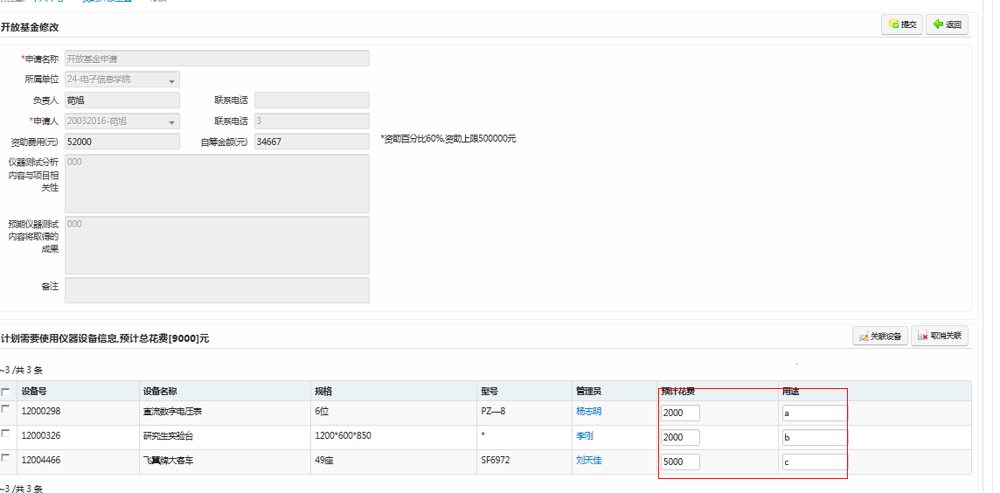 开放基金修改
提交 返回
*申请名称 开放基金申请
所属单位 24-电子信息学院
负责人 苟旭 联系电话
*申请人 20032016-苟旭 联系电话 3
资助费用(元) 52000 自筹金额(元) 34667 *资助百分比60%,资助上限500000元
仪器测试分析
内容与项目相
关性
000
预期仪器测试
内容将取得的
成果
000
备注
计划需要使用仪器设备信息,预计总花费[9000]元
关联设备 取消关联
~3 /共 3 条
设备号 设备名称 规格 型号 管理员 预计花费 用途
12000298 直流数字电压表 6位 PZ—8 杨志明 2000 a
12000326 研究生实验台 1200*600*850 * 李刚 2000 b
12004466 飞翼牌大客车 49座 SF6972 刘天佳 5000 c
~3 /共 3 条